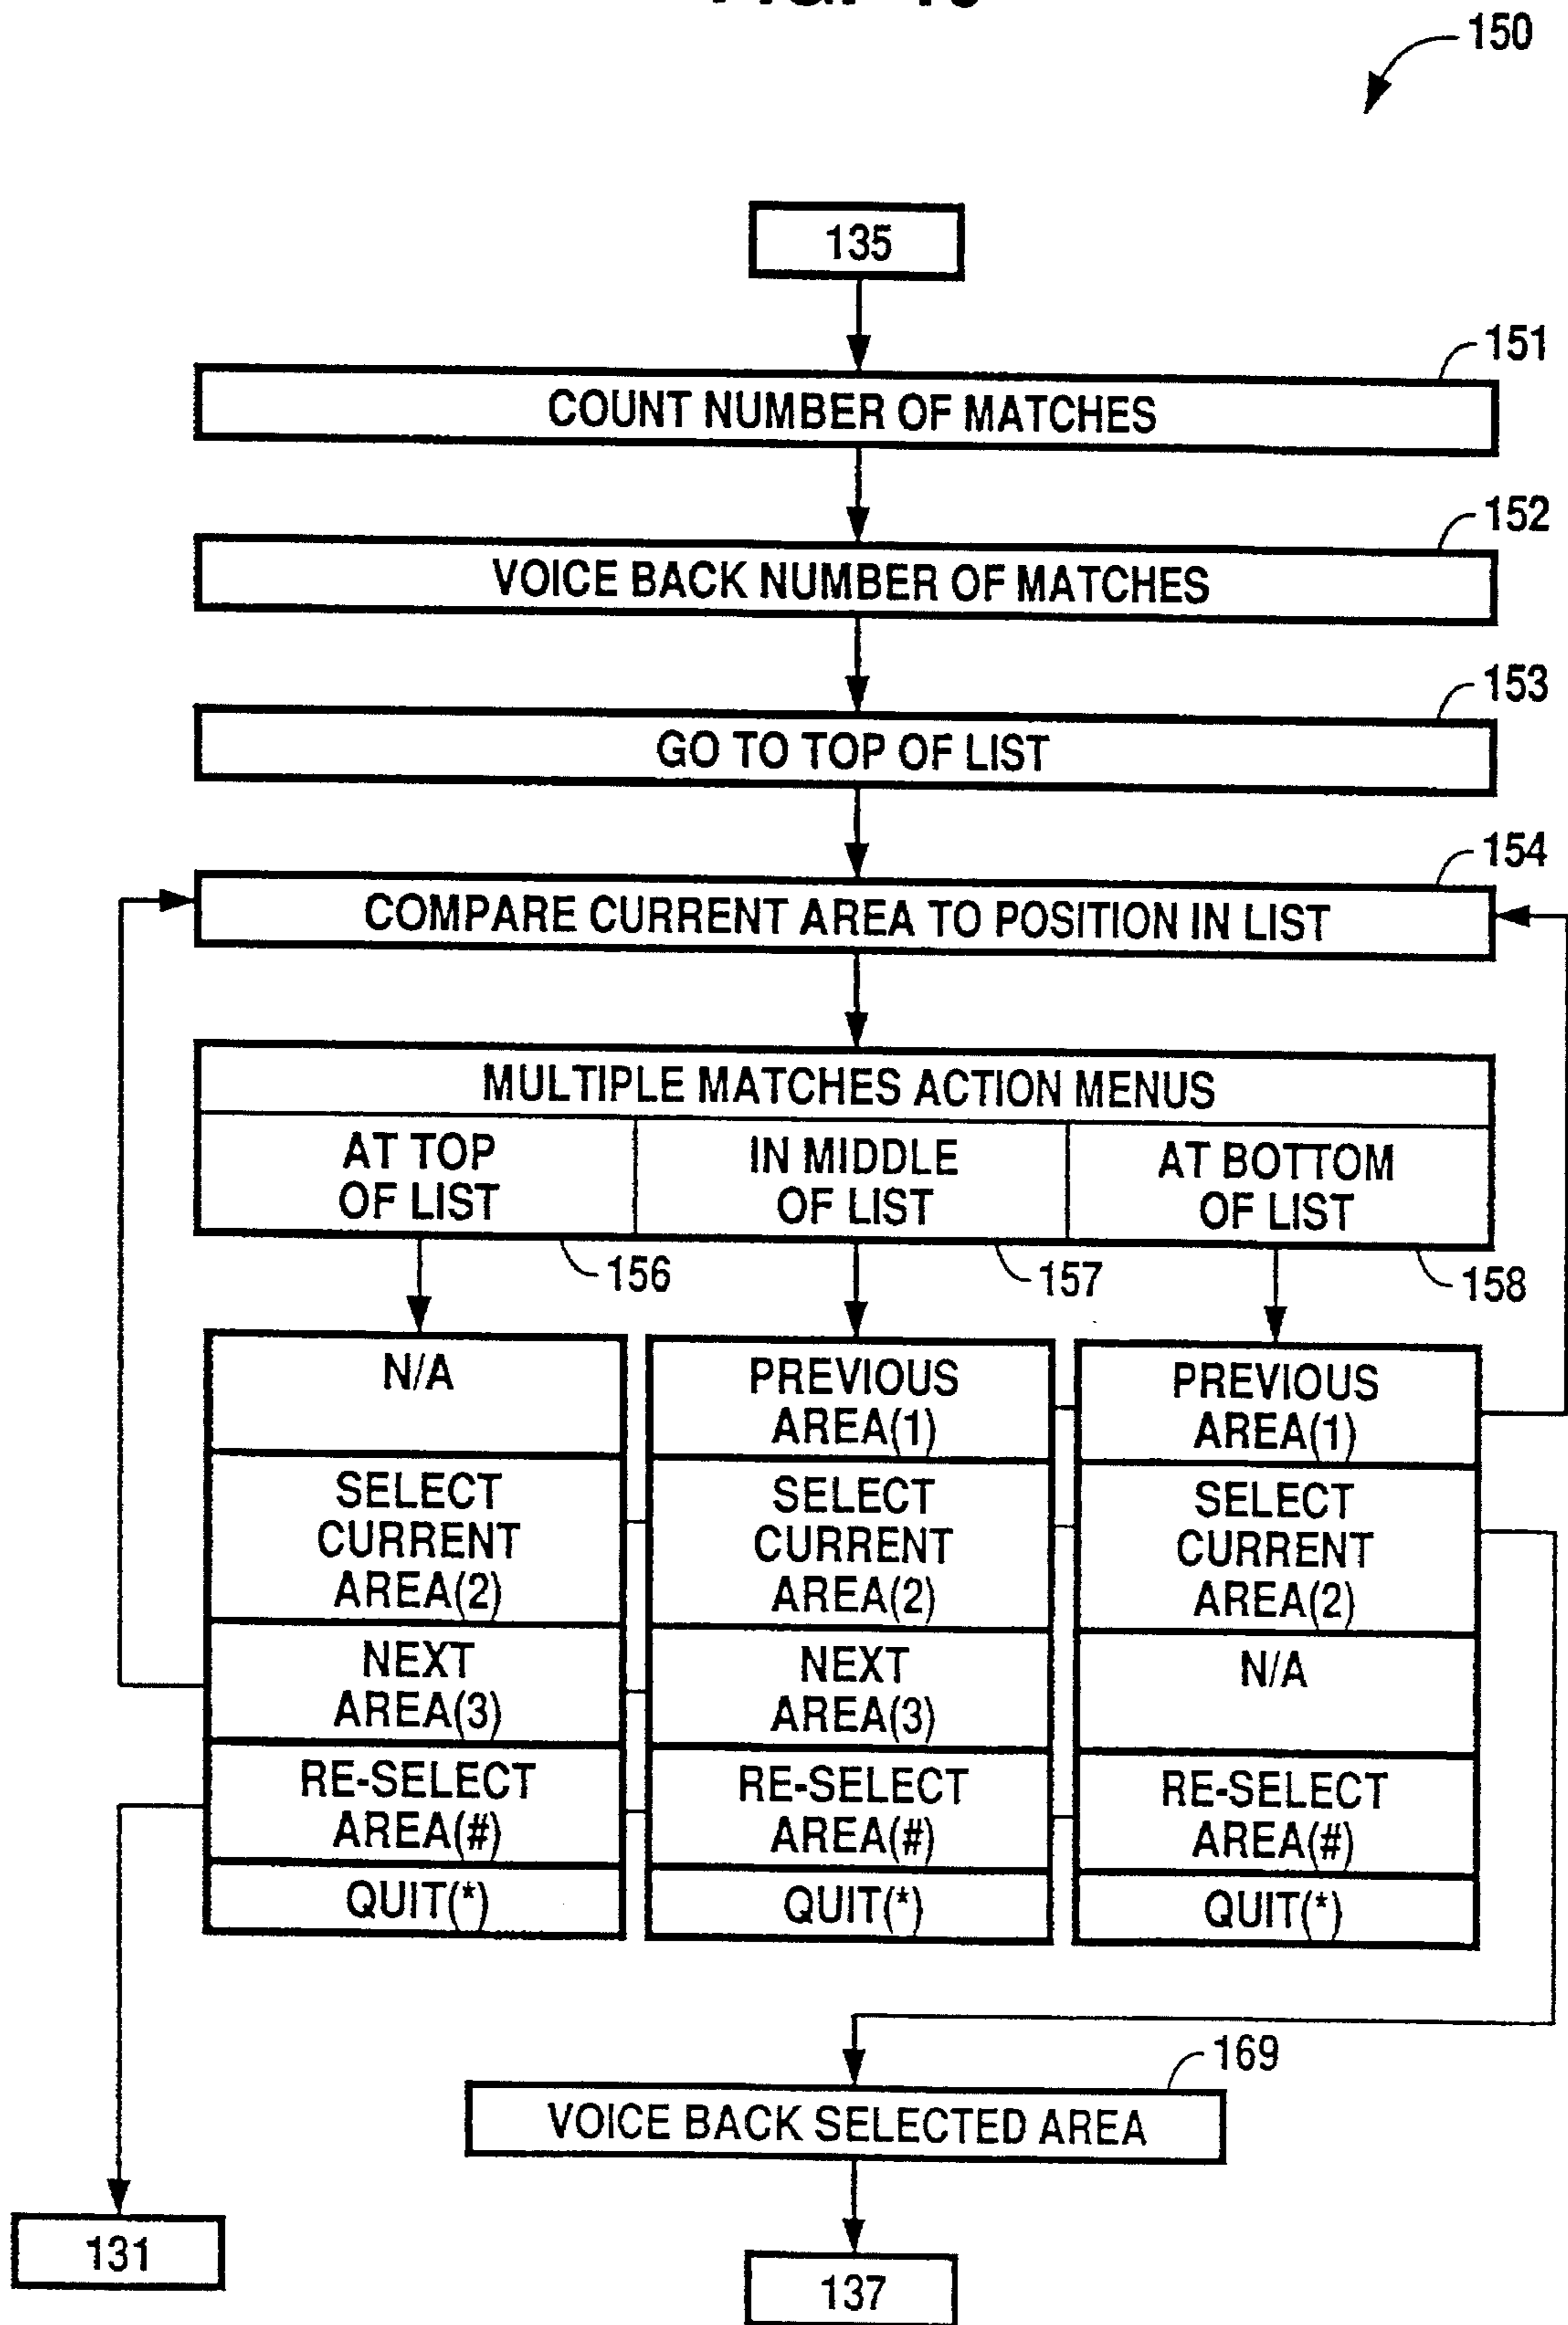 150
135
151
COUNT NUMBER OF MATCHES
152
VOICE BACK NUMBER OF MATCHES
153
GO TO TOP OF LIST
154
COMPARE CURRENT AREA TO POSITION IN LIST
MULTIPLE MATCHES ACTION MENUS
AT TOP
OF LIST
IN MIDDLE
OF LIST
AT BOTTOM
OF LIST
156
157
158
N/A
SELECT
CURRENT
AREA(2)
NEXT
AREA(3)
RE-SELECT
AREA(#)
QUIT(*)
PREVIOUS
AREA(1)
SELECT
CURRENT
AREA(2)
NEXT
AREA(3)
RE-SELECT
AREA(#)
QUIT(*)
PREVIOUS
AREA(1)
SELECT
CURRENT
AREA(2)
N/A
RE-SELECT
AREA(#)
QUIT(*)
169
VOICE BACK SELECTED AREA
131
137